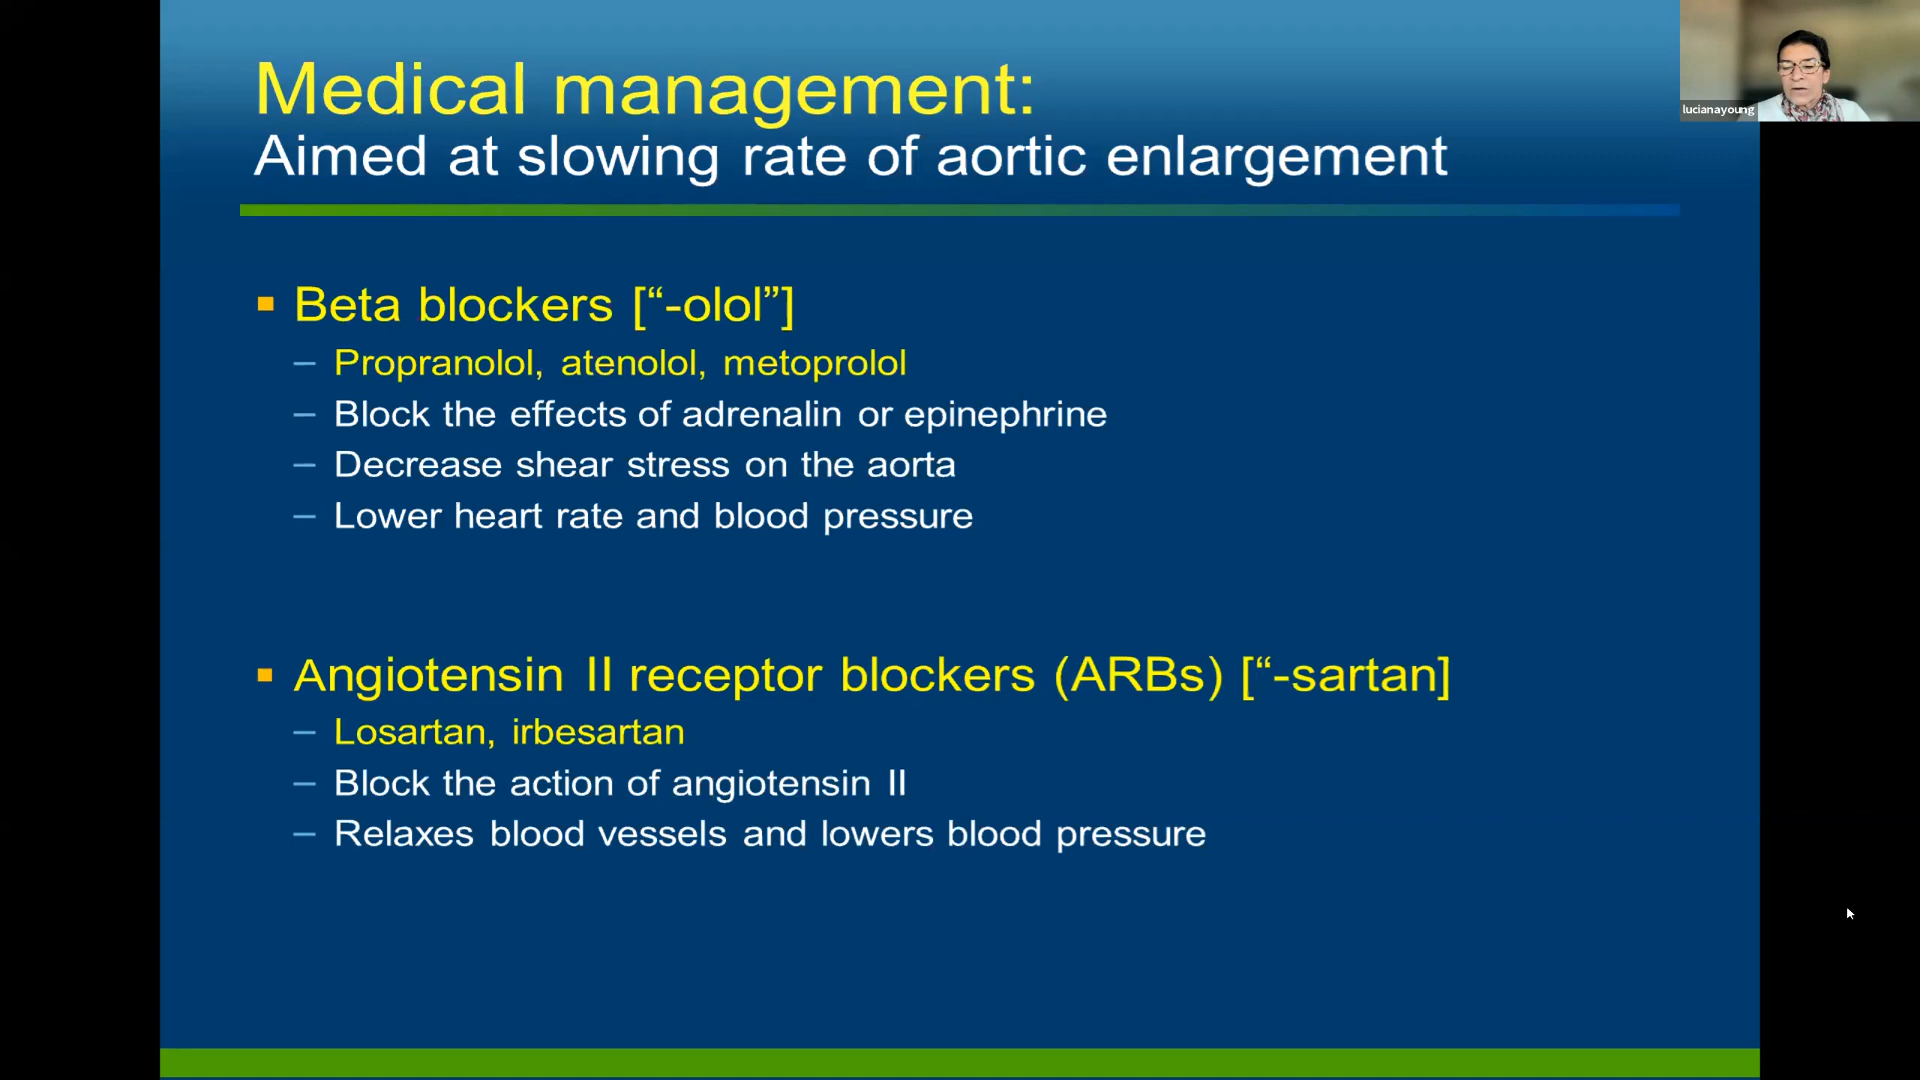 Medical management:
Aimed at slowing rate of aortic enlargement
lucianayoung
▪ Beta blockers [“-olol”]
– Propranolol, atenolol, metoprolol
– Block the effects of adrenalin or epinephrine
– Decrease shear stress on the aorta
– Lower heart rate and blood pressure
▪ Angiotensin II receptor blockers (ARBs) [“-sartan]
– Losartan, irbesartan
– Block the action of angiotensin II
– Relaxes blood vessels and lowers blood pressure